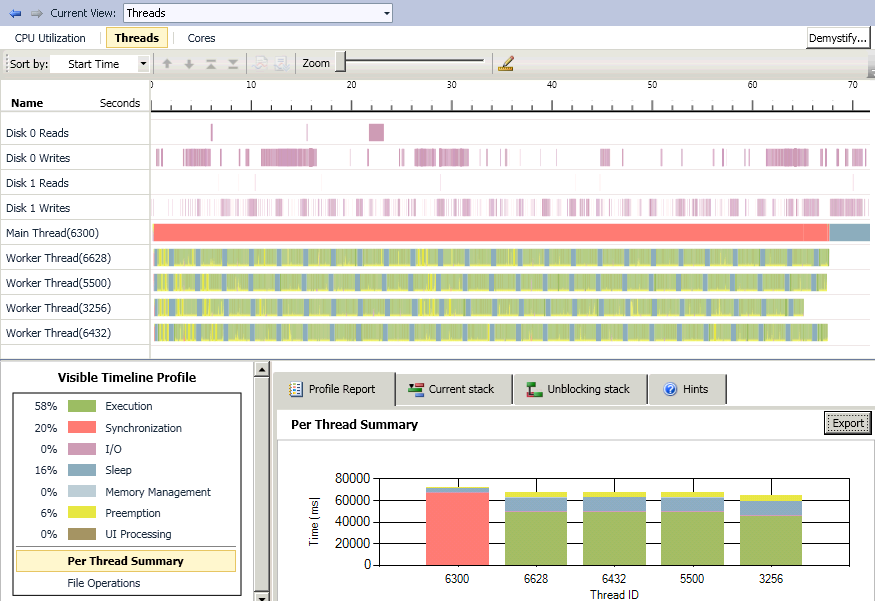 Current View: Threads
CPU Utilation Threads Cores Demystify...
Sort by: Start Time Zoom
Name Seconds 0 10 20 30 40 50 60 70
Disk 0 Reads
Disk 0 Writes
Disk 1 Reads
Disk 1 Writes
Main Thread(6300)
Worker Thread(6628)
Worker Thread(5500)
Worker Thread(3256)
Worker Thread(6432)
Visible Timeline Profile
58% Execution
20% Synchronization
0% I/O
16% Sleep
0% Memory Management
6% Preemption
0% UI Processing
Per Thread Summary
File Operations
Profile Report Current stack Unblocking stack Hints
Per Thread Summary Export
80000
60000
40000
20000
0
Time [ms]
6300 6628 6432 5500 3256
Thread ID